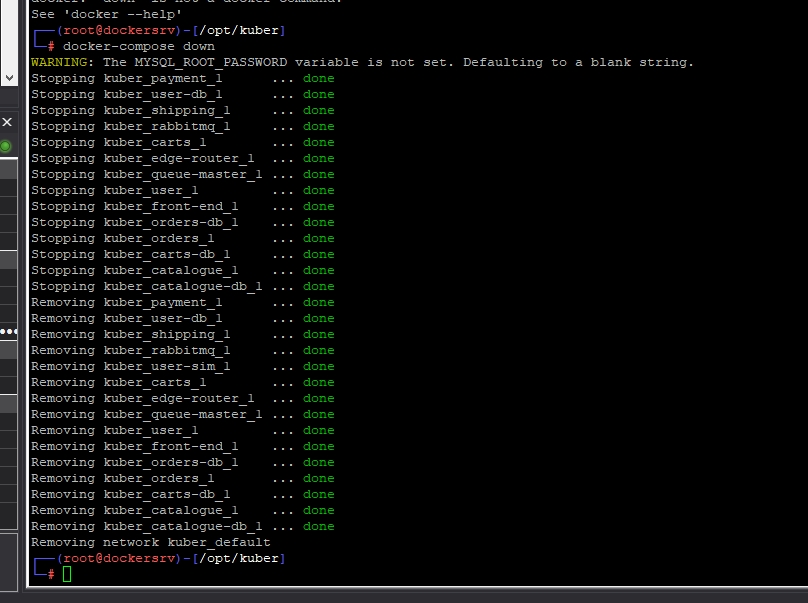 docker: 'down' is not a docker command.
See 'docker --help'
┌──(root@dockersrv)-[/opt/kuber]
└─# docker-compose down
WARNING: The MYSQL_ROOT_PASSWORD variable is not set. Defaulting to a blank string.
Stopping kuber_payment_1      ... done
Stopping kuber_user-db_1      ... done
Stopping kuber_shipping_1     ... done
Stopping kuber_rabbitmq_1     ... done
Stopping kuber_carts_1        ... done
Stopping kuber_edge-router_1  ... done
Stopping kuber_queue-master_1 ... done
Stopping kuber_user_1         ... done
Stopping kuber_front-end_1    ... done
Stopping kuber_orders-db_1    ... done
Stopping kuber_orders_1       ... done
Stopping kuber_carts-db_1     ... done
Stopping kuber_catalogue_1    ... done
Stopping kuber_catalogue-db_1 ... done
Removing kuber_payment_1      ... done
Removing kuber_user-db_1      ... done
Removing kuber_shipping_1     ... done
Removing kuber_rabbitmq_1     ... done
Removing kuber_user-sim_1     ... done
Removing kuber_carts_1        ... done
Removing kuber_edge-router_1  ... done
Removing kuber_queue-master_1 ... done
Removing kuber_user_1         ... done
Removing kuber_front-end_1    ... done
Removing kuber_orders-db_1    ... done
Removing kuber_orders_1       ... done
Removing kuber_carts-db_1     ... done
Removing kuber_catalogue_1    ... done
Removing kuber_catalogue-db_1 ... done
Removing network kuber_default
┌──(root@dockersrv)-[/opt/kuber]
└─#